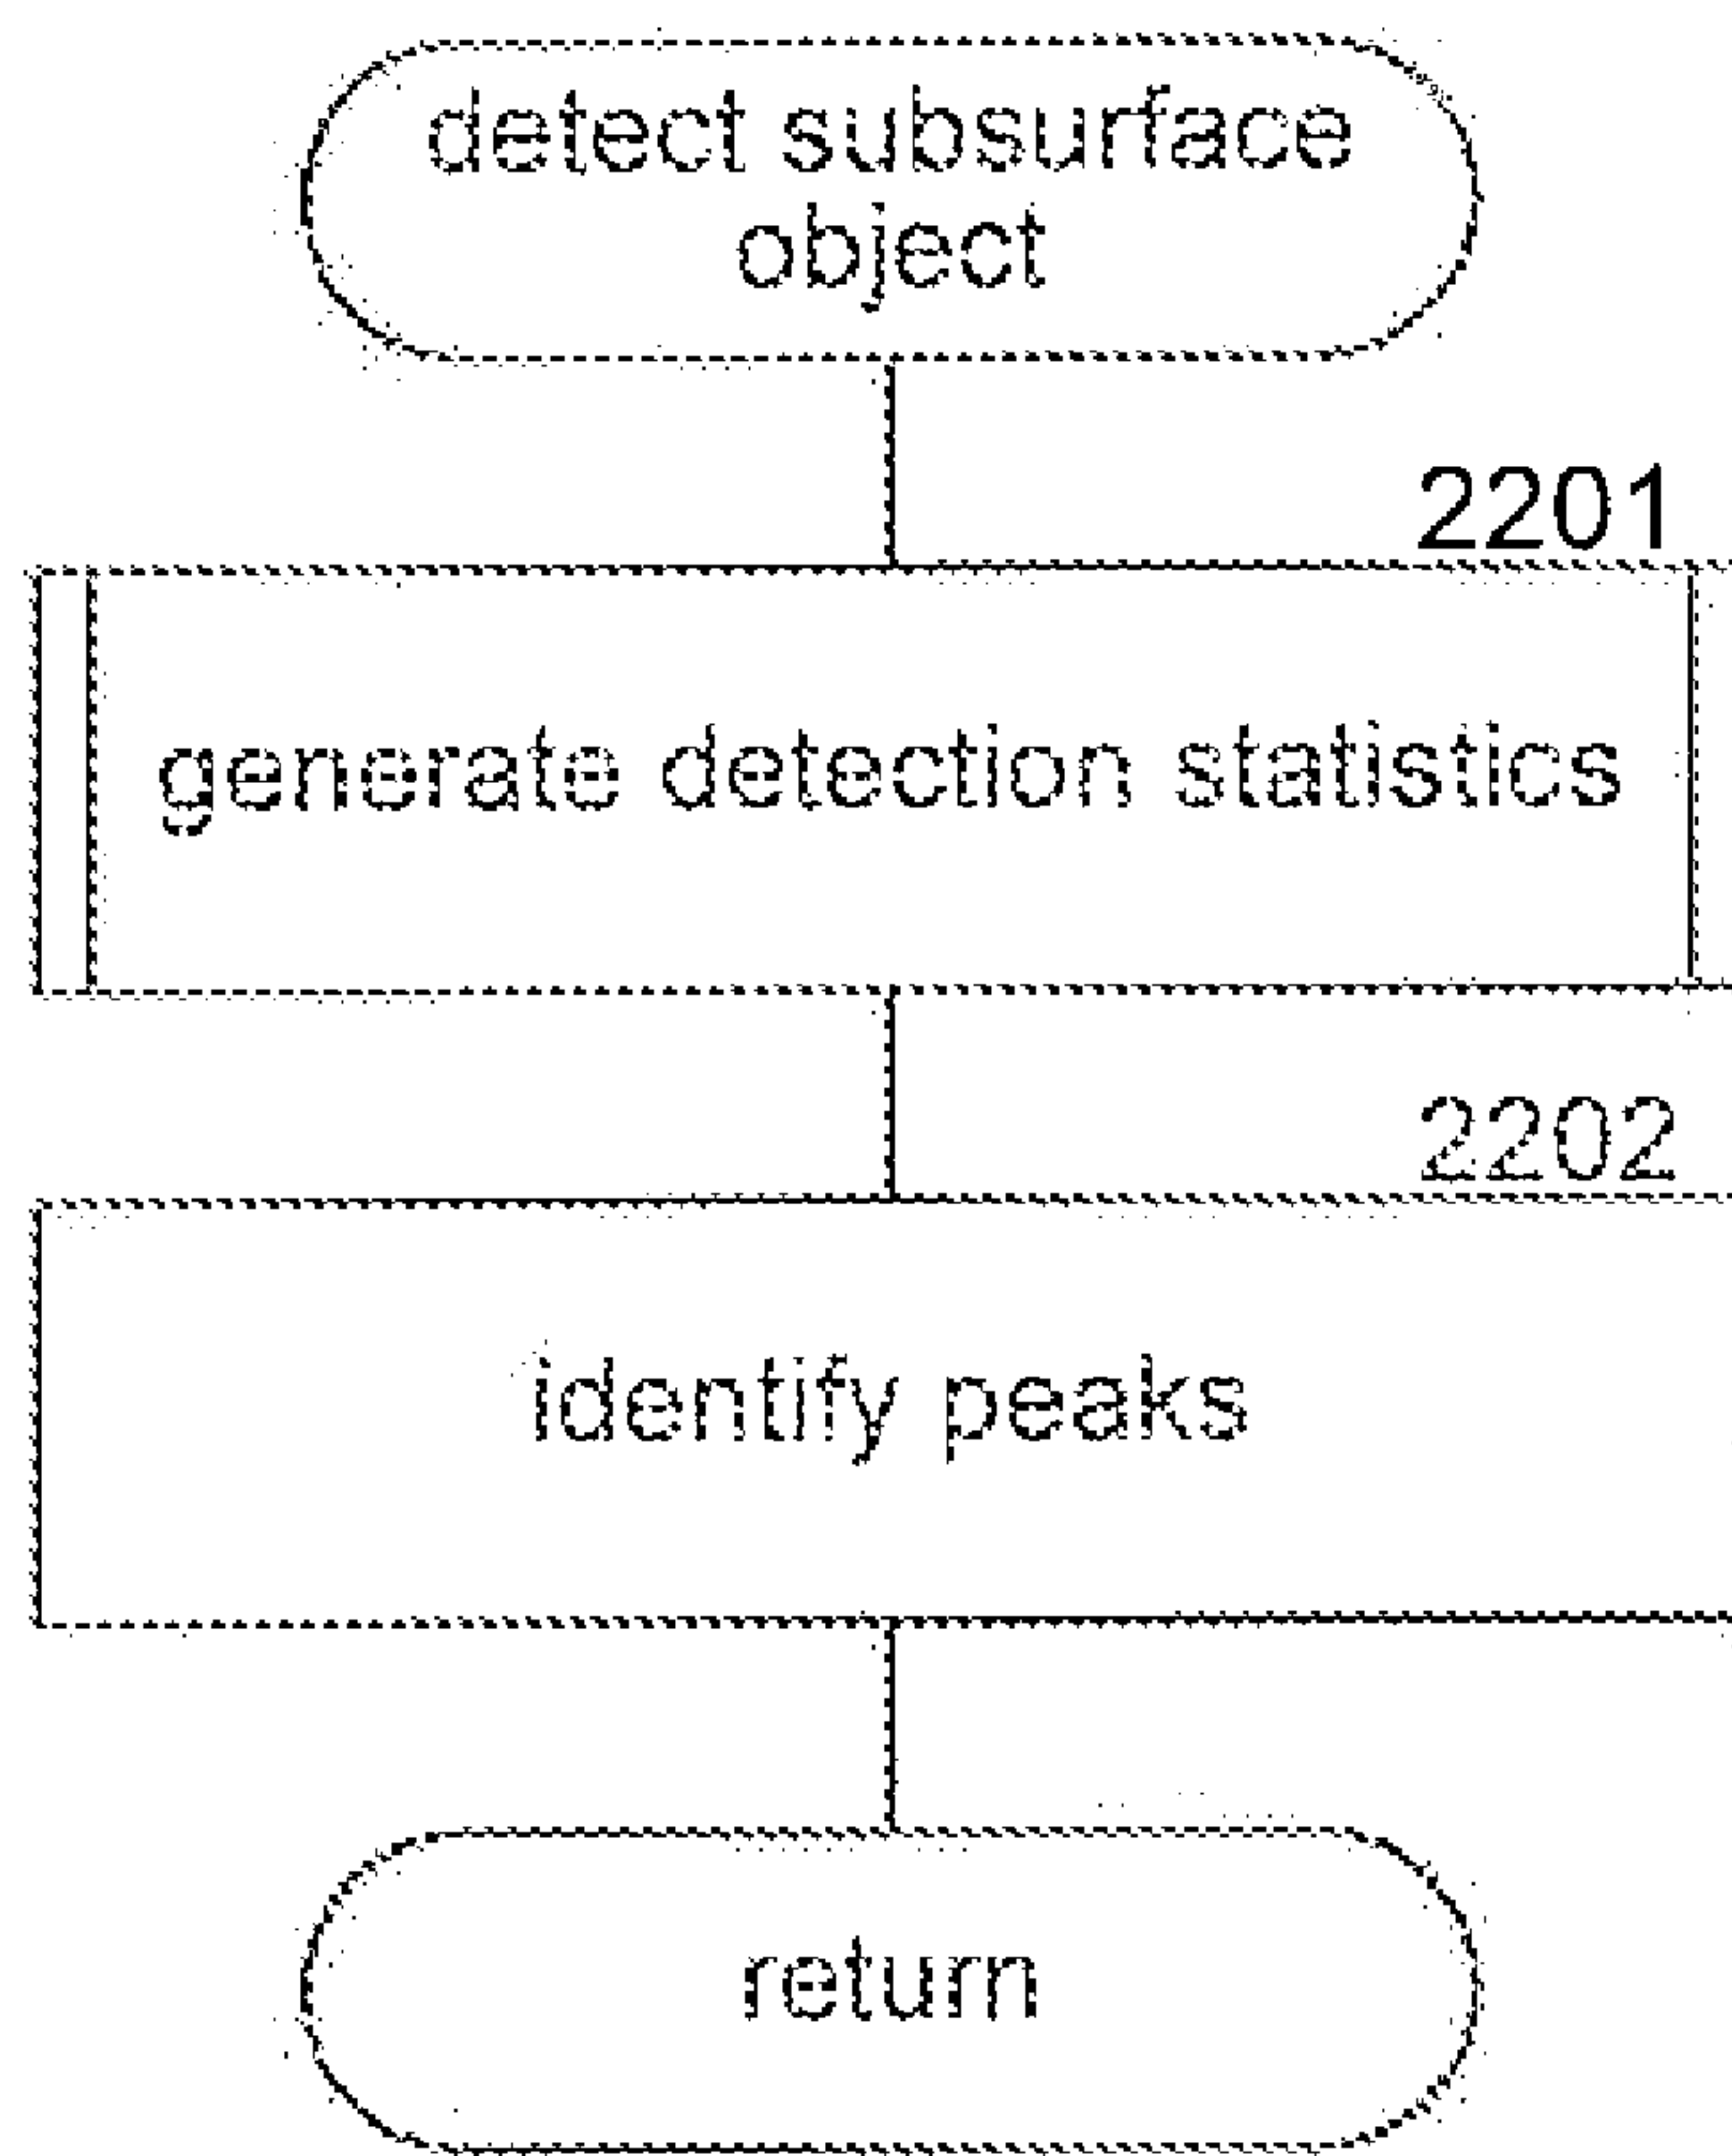 detect subsurface
object
2201
generate detection statistics
2202
identify peaks
return